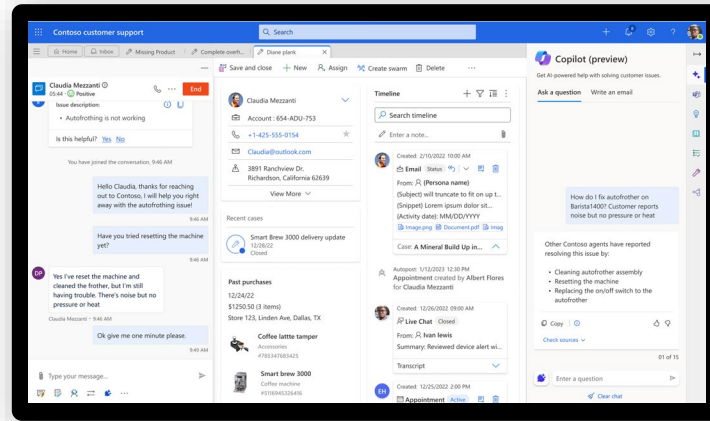 Contoso customer support
Search
Home
Inbox
Missing Product
Complete overh...
Diane plank
Claudia Mezzanti
05:44
Positive
End
Issue description:
Autofrothing is not working
Is this helpful? Yes No
You have joined the conversation, 9:46 AM
Hello Claudia, thanks for reaching
out to Contoso, I will help you right
away with the autofrothing issue!
9:46 AM
Have you tried resetting the machine
yet?
9:46 AM
DP
Yes I've reset the machine and
cleaned the frother, but I'm still
having trouble. There's noise but no
pressure or heat
Claudia Mezzanti • 9:46 AM
Ok give me one minute please.
9:49 AM
Type your message...
Save and close
New
Assign
Create swarm
Delete
Claudia Mezzanti
Account : 654-ADU-753
+1-425-555-0154
Claudia@outlook.com
3891 Ranchview Dr.
Richardson, California 62639
View More
Recent cases
Smart Brew 3000 delivery update
12/28/22
Closed
Past purchases
12/24/22
$1250.50 (3 items)
Store 123, Linden Ave, Dallas, TX
Coffee lattte tamper
Accessories
#783347683425
Smart brew 3000
Coffee machine
#S1116945326416
Timeline
Search timeline
Enter a note..
Created: 2/10/2022 10:00 AM
Email
Status
From: (Persona name)
(Subject) will truncate to fit on up t...
(Snippet) Lorem ipsum dolor sit...
(Activity date): MM/DD/YYYY
Image.png
Document pdf
Imag
Case: A Mineral Build Up in...
Autopost: 1/12/2023 12:30 PM
Appointment created by Albert Flores
for Claudia Mezzanti
Created: 12/26/2022 09:00 AM
Live Chat
Closed
From: Ivan lewis
Summary: Reviewed device alert wi...
Transcript
EH
Created: 12/25/2022 2:00 PM
Appointment
Active
Copilot (preview)
Get AI-powered help with solving customer issues.
Ask a question
Write an email
How do I fix autofrother on
Barista1400? Customer reports
noise but no pressure or heat
Other Contoso agents have reported
resolving this issue by:
• Cleaning autofrother assembly
• Resetting the machine
• Replacing the on/off switch to the
autofrother
Copy
Check sources
01 of 15
Enter a question
Clear chat